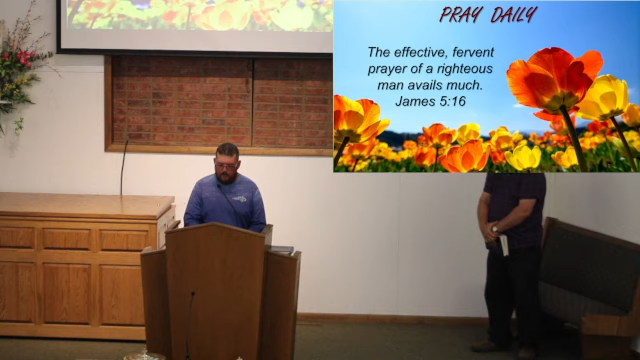 PRAY DAILY
The effective, fervent
prayer of a righteous
man avails much.
James 5:16